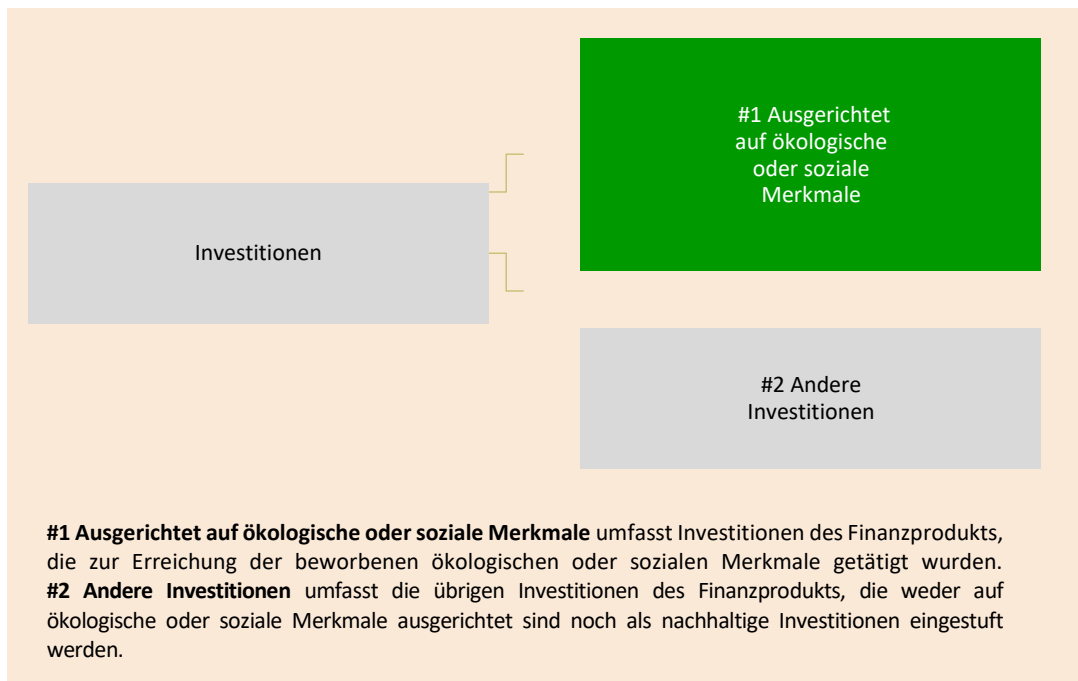 #1 Ausgerichtet
auf ökologische
oder soziale
Merkmale
Investitionen
#2 Andere
Investitionen
#1 Ausgerichtet auf ökologische oder soziale Merkmale umfasst Investitionen des Finanzprodukts,
die zur Erreichung der beworbenen ökologischen oder sozialen Merkmale getätigt wurden.
#2 Andere Investitionen umfasst die übrigen Investitionen des Finanzprodukts, die weder auf
ökologische oder soziale Merkmale ausgerichtet sind noch als nachhaltige Investitionen eingestuft
werden.